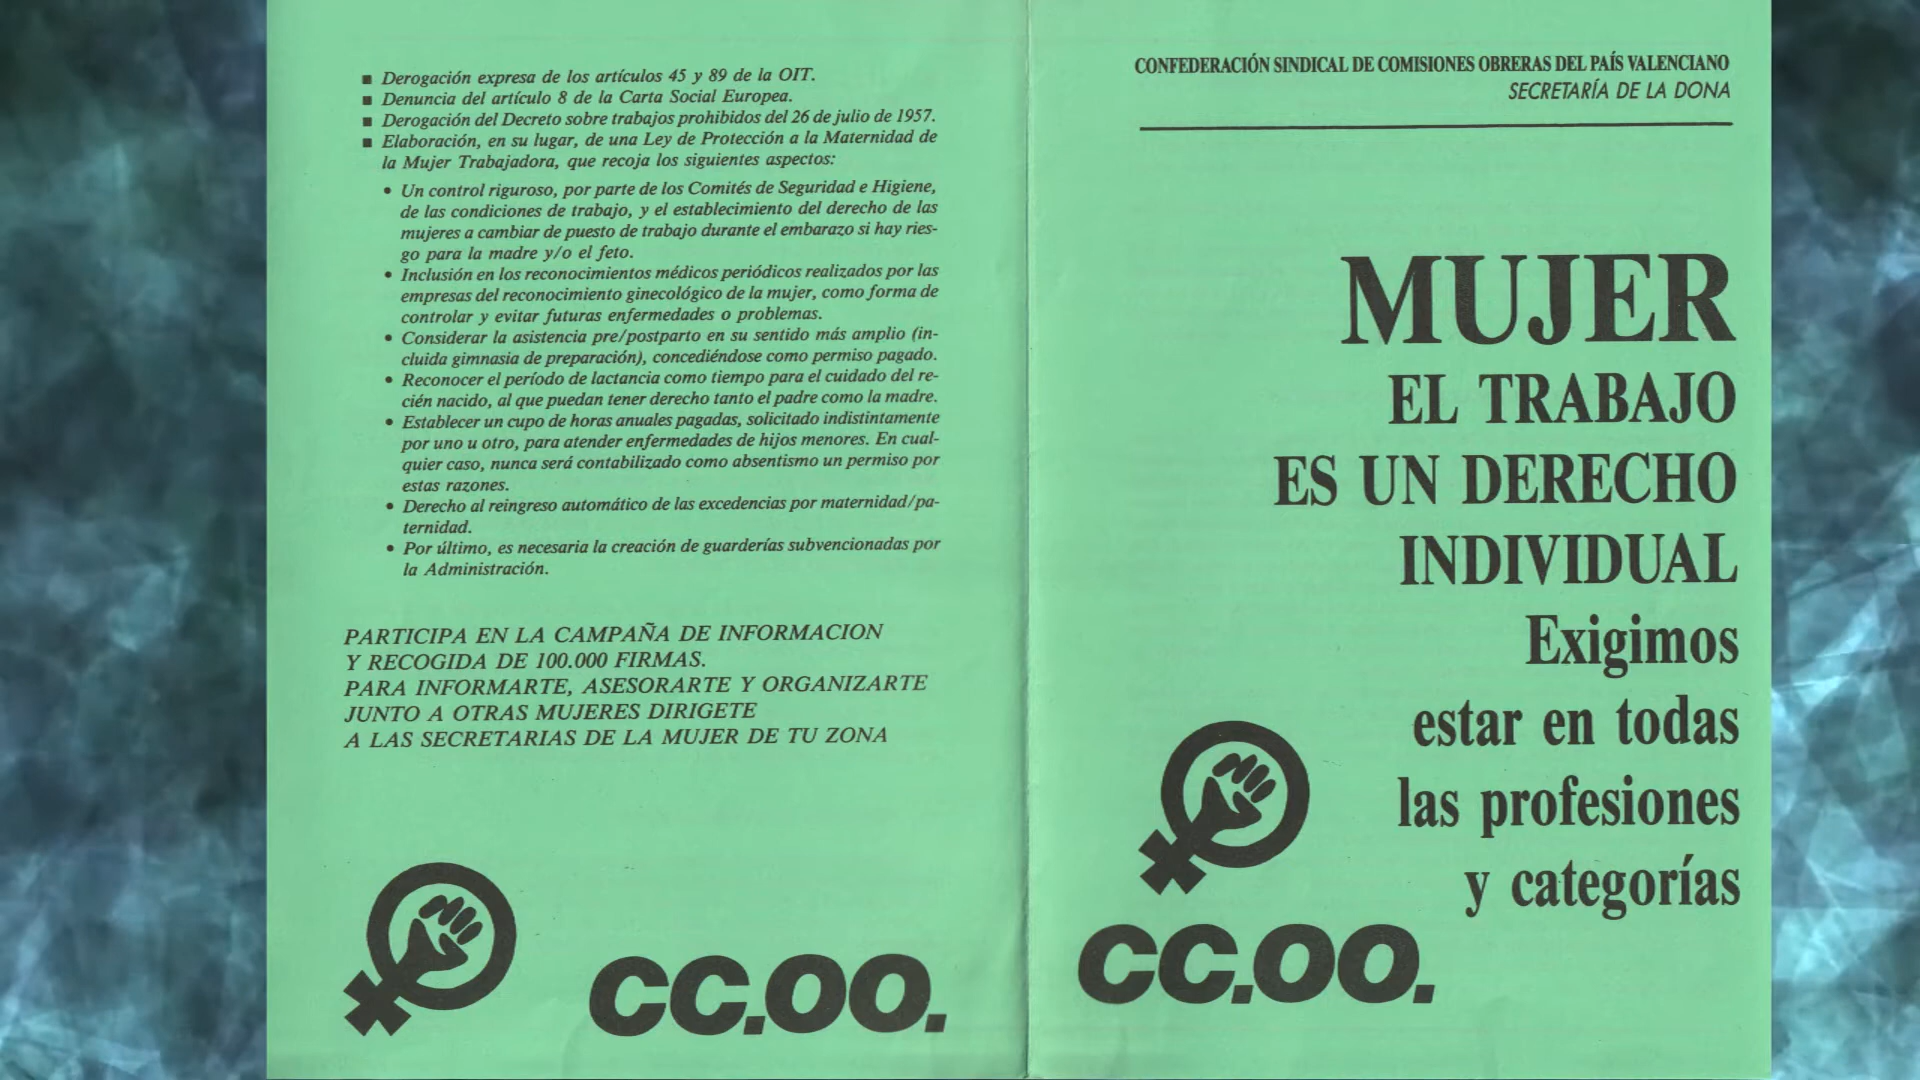 ■ Derogación expresa de los artículos 45 y 89 de la OIT.
■ Denuncia del artículo 8 de la Carta Social Europea.
■ Derogación del Decreto sobre trabajos prohibidos del 26 de julio de 1957.
■ Elaboración, en su lugar, de una Ley de Protección a la Maternidad de
la Mujer Trabajadora, que recoja los siguientes aspectos:
• Un control riguroso, por parte de los Comités de Seguridad e Higiene,
de las condiciones de trabajo, y el establecimiento del derecho de las
mujeres a cambiar de puesto de trabajo durante el embarazo si hay ries-
go para la madre y/o el feto.
• Inclusión en los reconocimientos médicos periódicos realizados por las
empresas del reconocimiento ginecológico de la mujer, como forma de
controlar y evitar futuras enfermedades o problemas.
• Considerar la asistencia pre/postparto en su sentido más amplio (in-
cluida gimnasia de preparación), concediéndose como permiso pagado.
• Reconocer el período de lactancia como tiempo para el cuidado del re-
cién nacido, al que puedan tener derecho tanto el padre como la madre.
• Establecer un cupo de horas anuales pagadas, solicitado indistintamente
por uno u otro, para atender enfermedades de hijos menores. En cual-
quier caso, nunca será contabilizado como absentismo un permiso por
estas razones.
• Derecho al reingreso automático de las excedencias por maternidad/pa-
ternidad.
• Por último, es necesaria la creación de guarderías subvencionadas por
la Administración.
PARTICIPA EN LA CAMPAÑA DE INFORMACION
Y RECOGIDA DE 100.000 FIRMAS.
PARA INFORMARTE, ASESORARTE Y ORGANIZARTE
JUNTO A OTRAS MUJERES DIRIGETE
A LAS SECRETARIAS DE LA MUJER DE TU ZONA
CC.OO.
CONFEDERACIÓN SINDICAL DE COMISIONES OBRERAS DEL PAÍS VALENCIANO
SECRETARÍA DE LA DONA
MUJER
EL TRABAJO
ES UN DERECHO
INDIVIDUAL
Exigimos
estar en todas
las profesiones
y categorías
CC.OO.